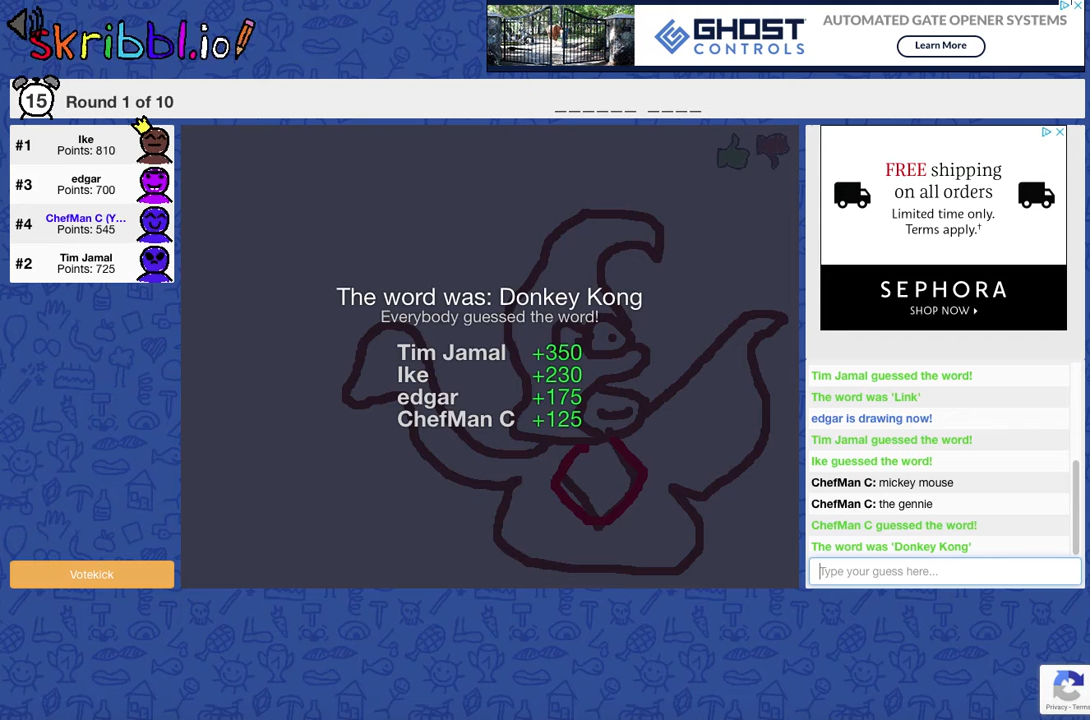 skribbl.io
GHOST
CONTROLS
AUTOMATED GATE OPENER SYSTEMS
Learn More
15
Round 1 of 10
______ ____
#1
Ike
Points: 810
#3
edgar
Points: 700
#4
ChefMan C (Y...
Points: 545
#2
Tim Jamal
Points: 725
Votekick
The word was: Donkey Kong
Everybody guessed the word!
Tim Jamal +350
Ike +230
edgar +175
ChefMan C +125
FREE shipping
on all orders
Limited time only.
Terms apply.†
SEPHORA
SHOP NOW
Tim Jamal guessed the word!
The word was 'Link'
edgar is drawing now!
Tim Jamal guessed the word!
Ike guessed the word!
ChefMan C: mickey mouse
ChefMan C: the gennie
ChefMan C guessed the word!
The word was 'Donkey Kong'
Type your guess here...
Privacy - Terms